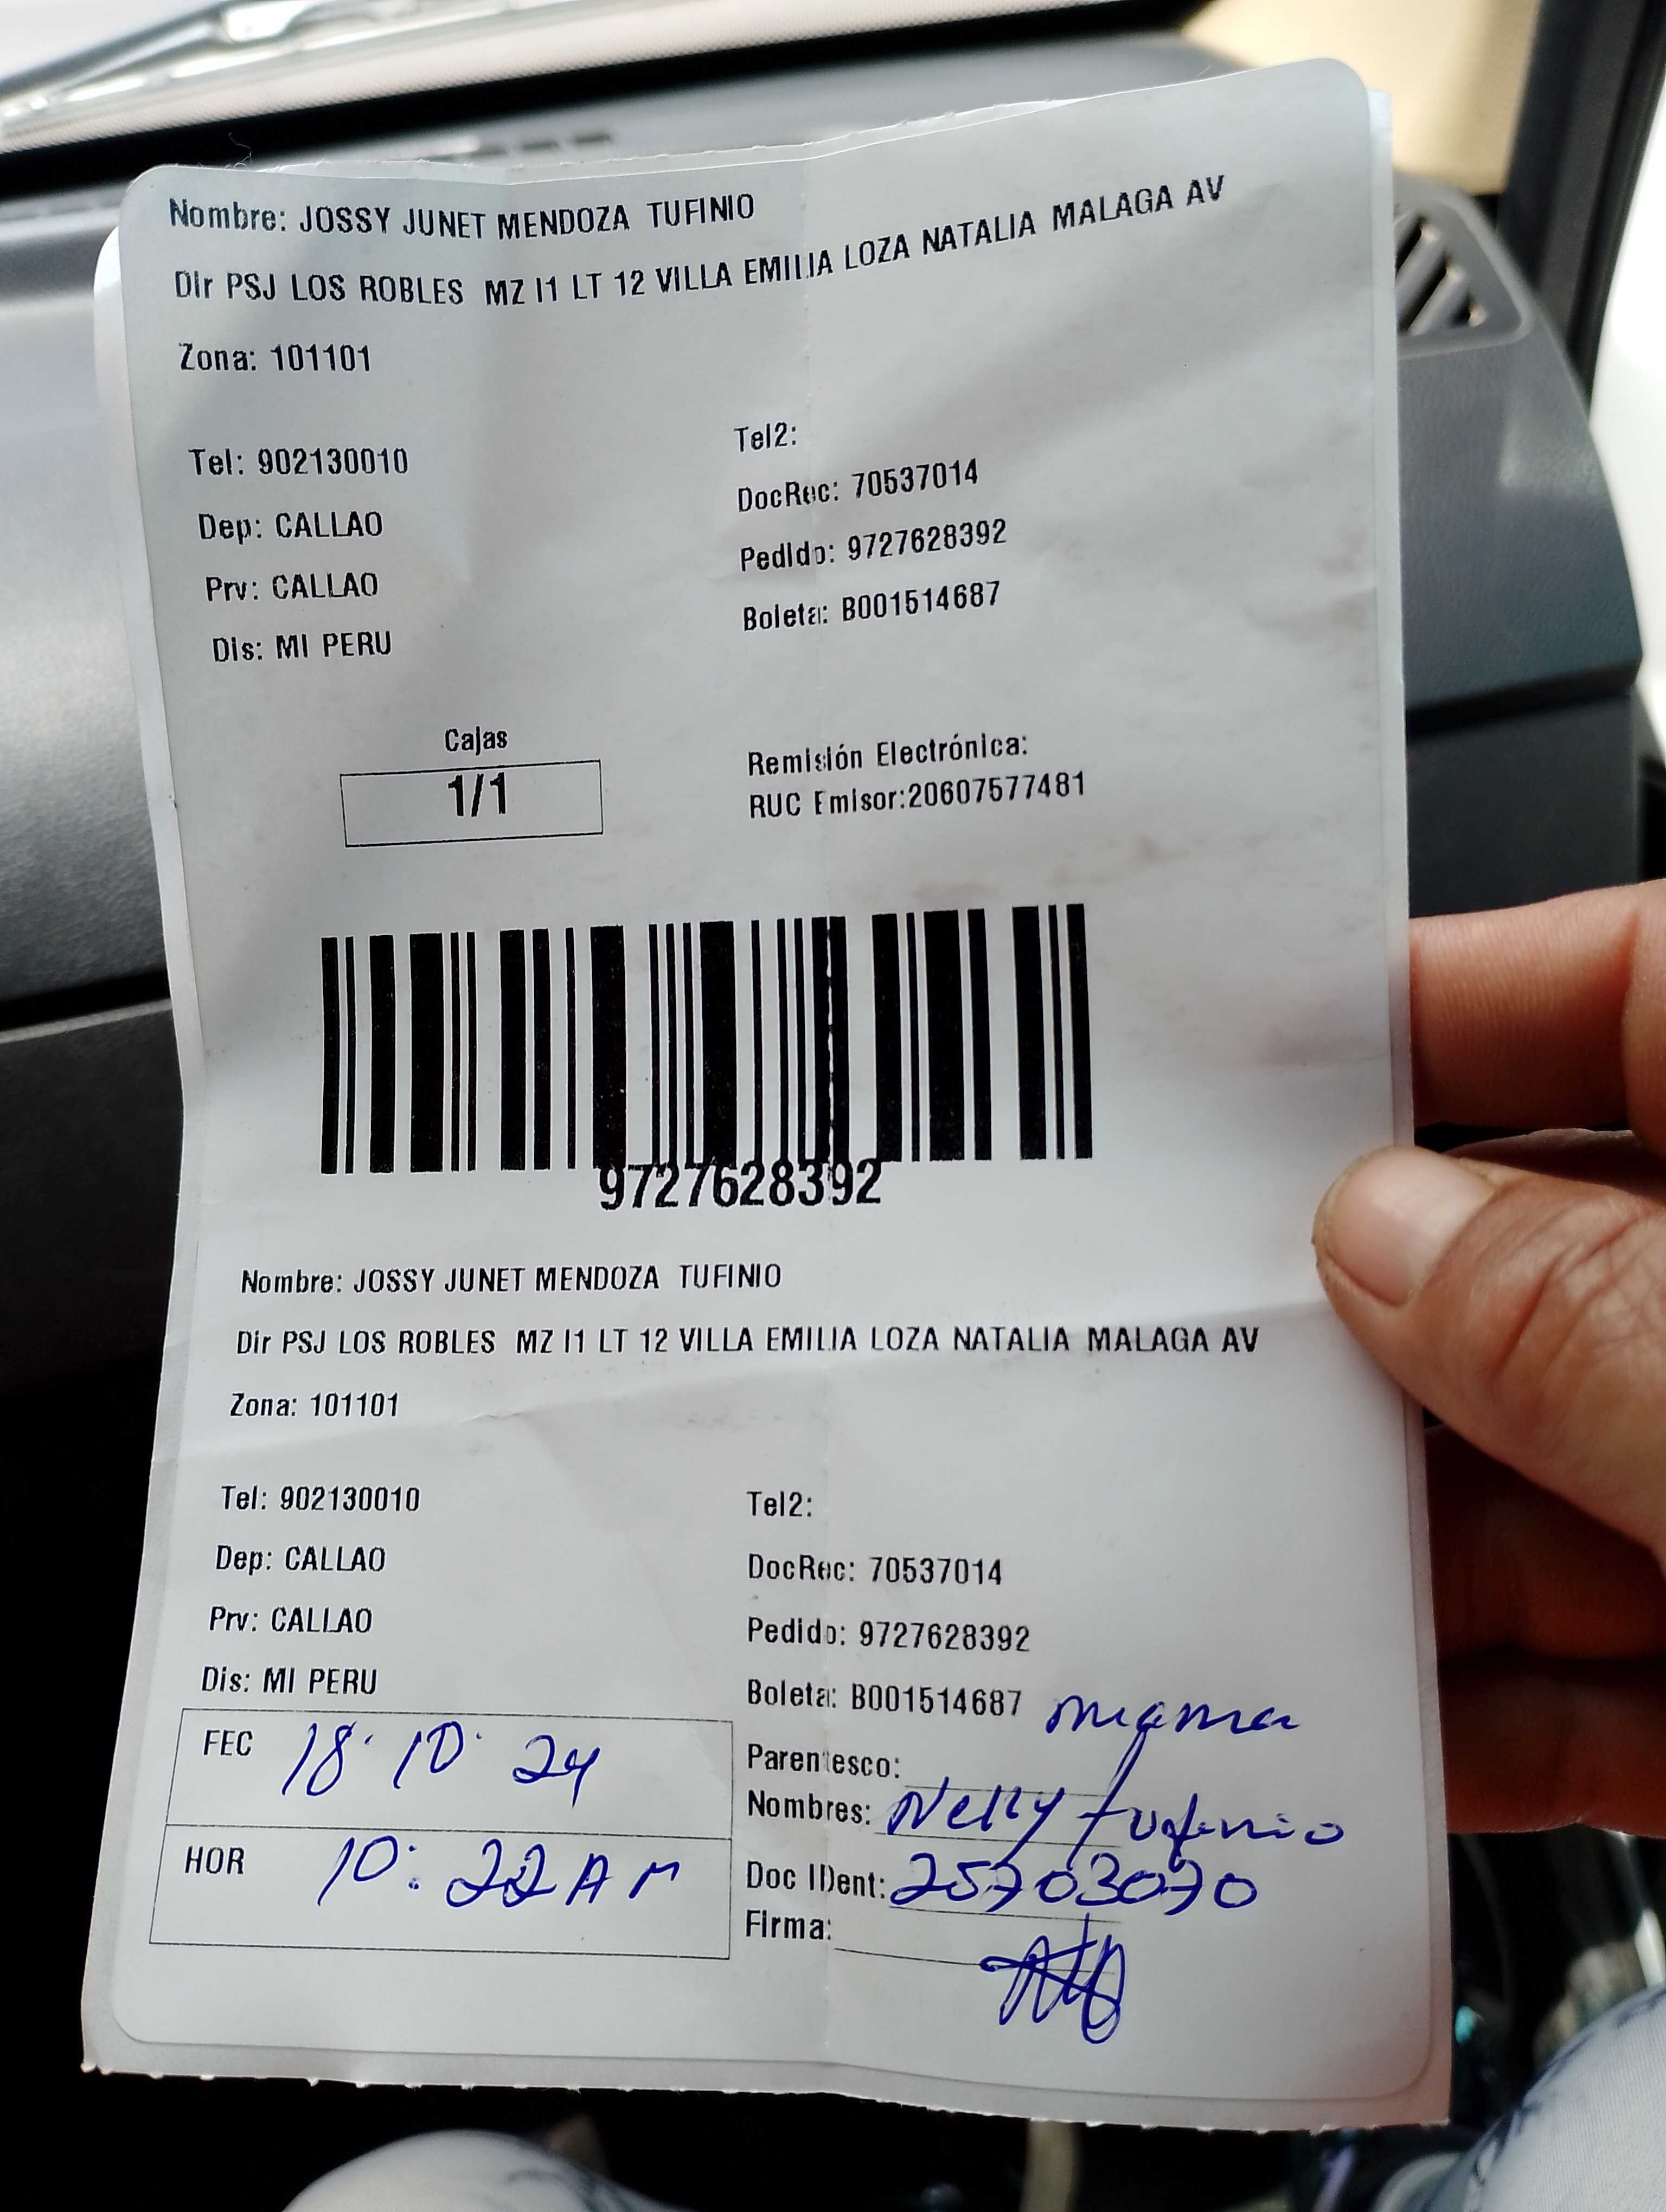 Nombre: JOSSY JUNET MENDOZA TUFINIO
Dir PSJ LOS ROBLES MZ I1 LT 12 VILLA EMILIA LOZA NATALIA MALAGA AV
Zona: 101101
Tel: 902130010
Dep: CALLAO
Prv: CALLAO
Dis: MI PERU
Tel2:
DocRec: 70537014
Pedido: 9727628392
Boleta: B001514687
Cajas
1/1
Remisión Electrónica:
RUC Emisor:20607577481
9727628392
Nombre: JOSSY JUNET MENDOZA TUFINIO
Dir PSJ LOS ROBLES MZ I1 LT 12 VILLA EMILIA LOZA NATALIA MALAGA AV
Zona: 101101
Tel: 902130010
Dep: CALLAO
Prv: CALLAO
Dis: MI PERU
FEC 18·10·24
HOR 10:22 AM
Tel2:
DocRec: 70537014
Pedido: 9727628392
Boleta: B001514687
Parentesco: mama
Nombres: Nelly
Doc IDent: 25703070
Firma: